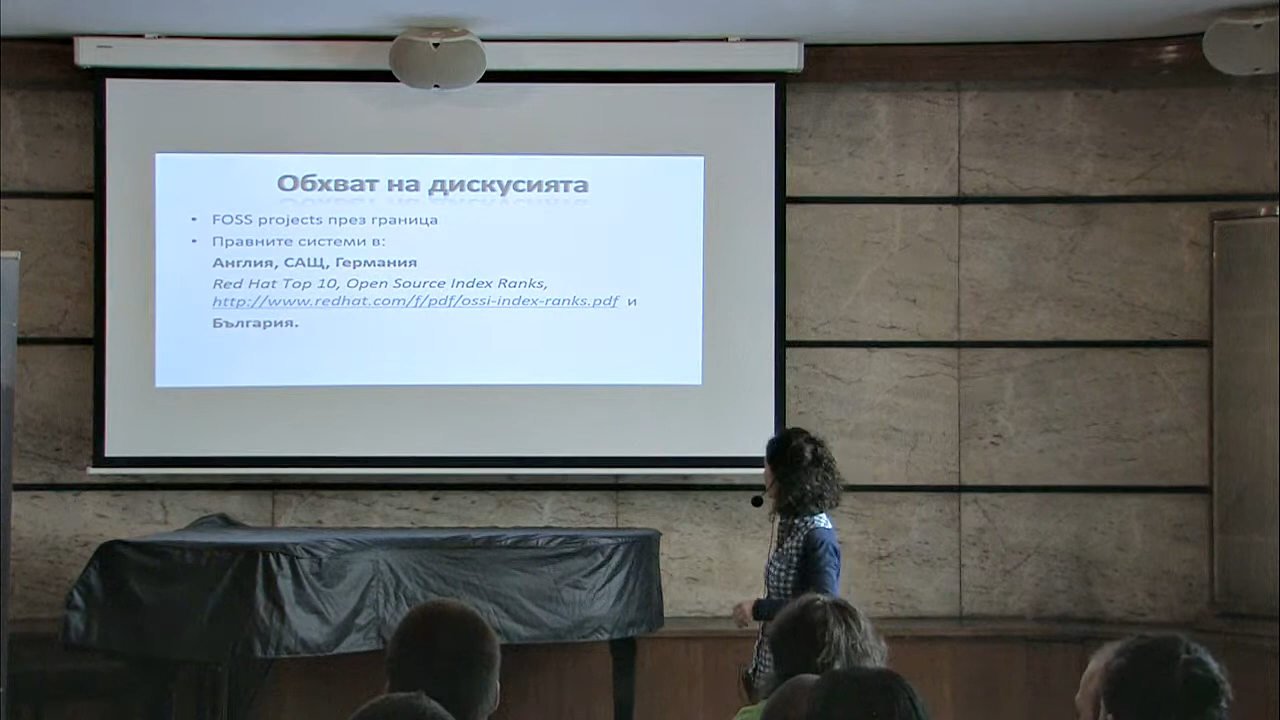 Обхват на дискусията
• FOSS projects през граница
• Правните системи в:
Англия, САЩ, Германия
Red Hat Top 10, Open Source Index Ranks,
http://www.redhat.com/f/pdf/ossi-index-ranks.pdf и
България.